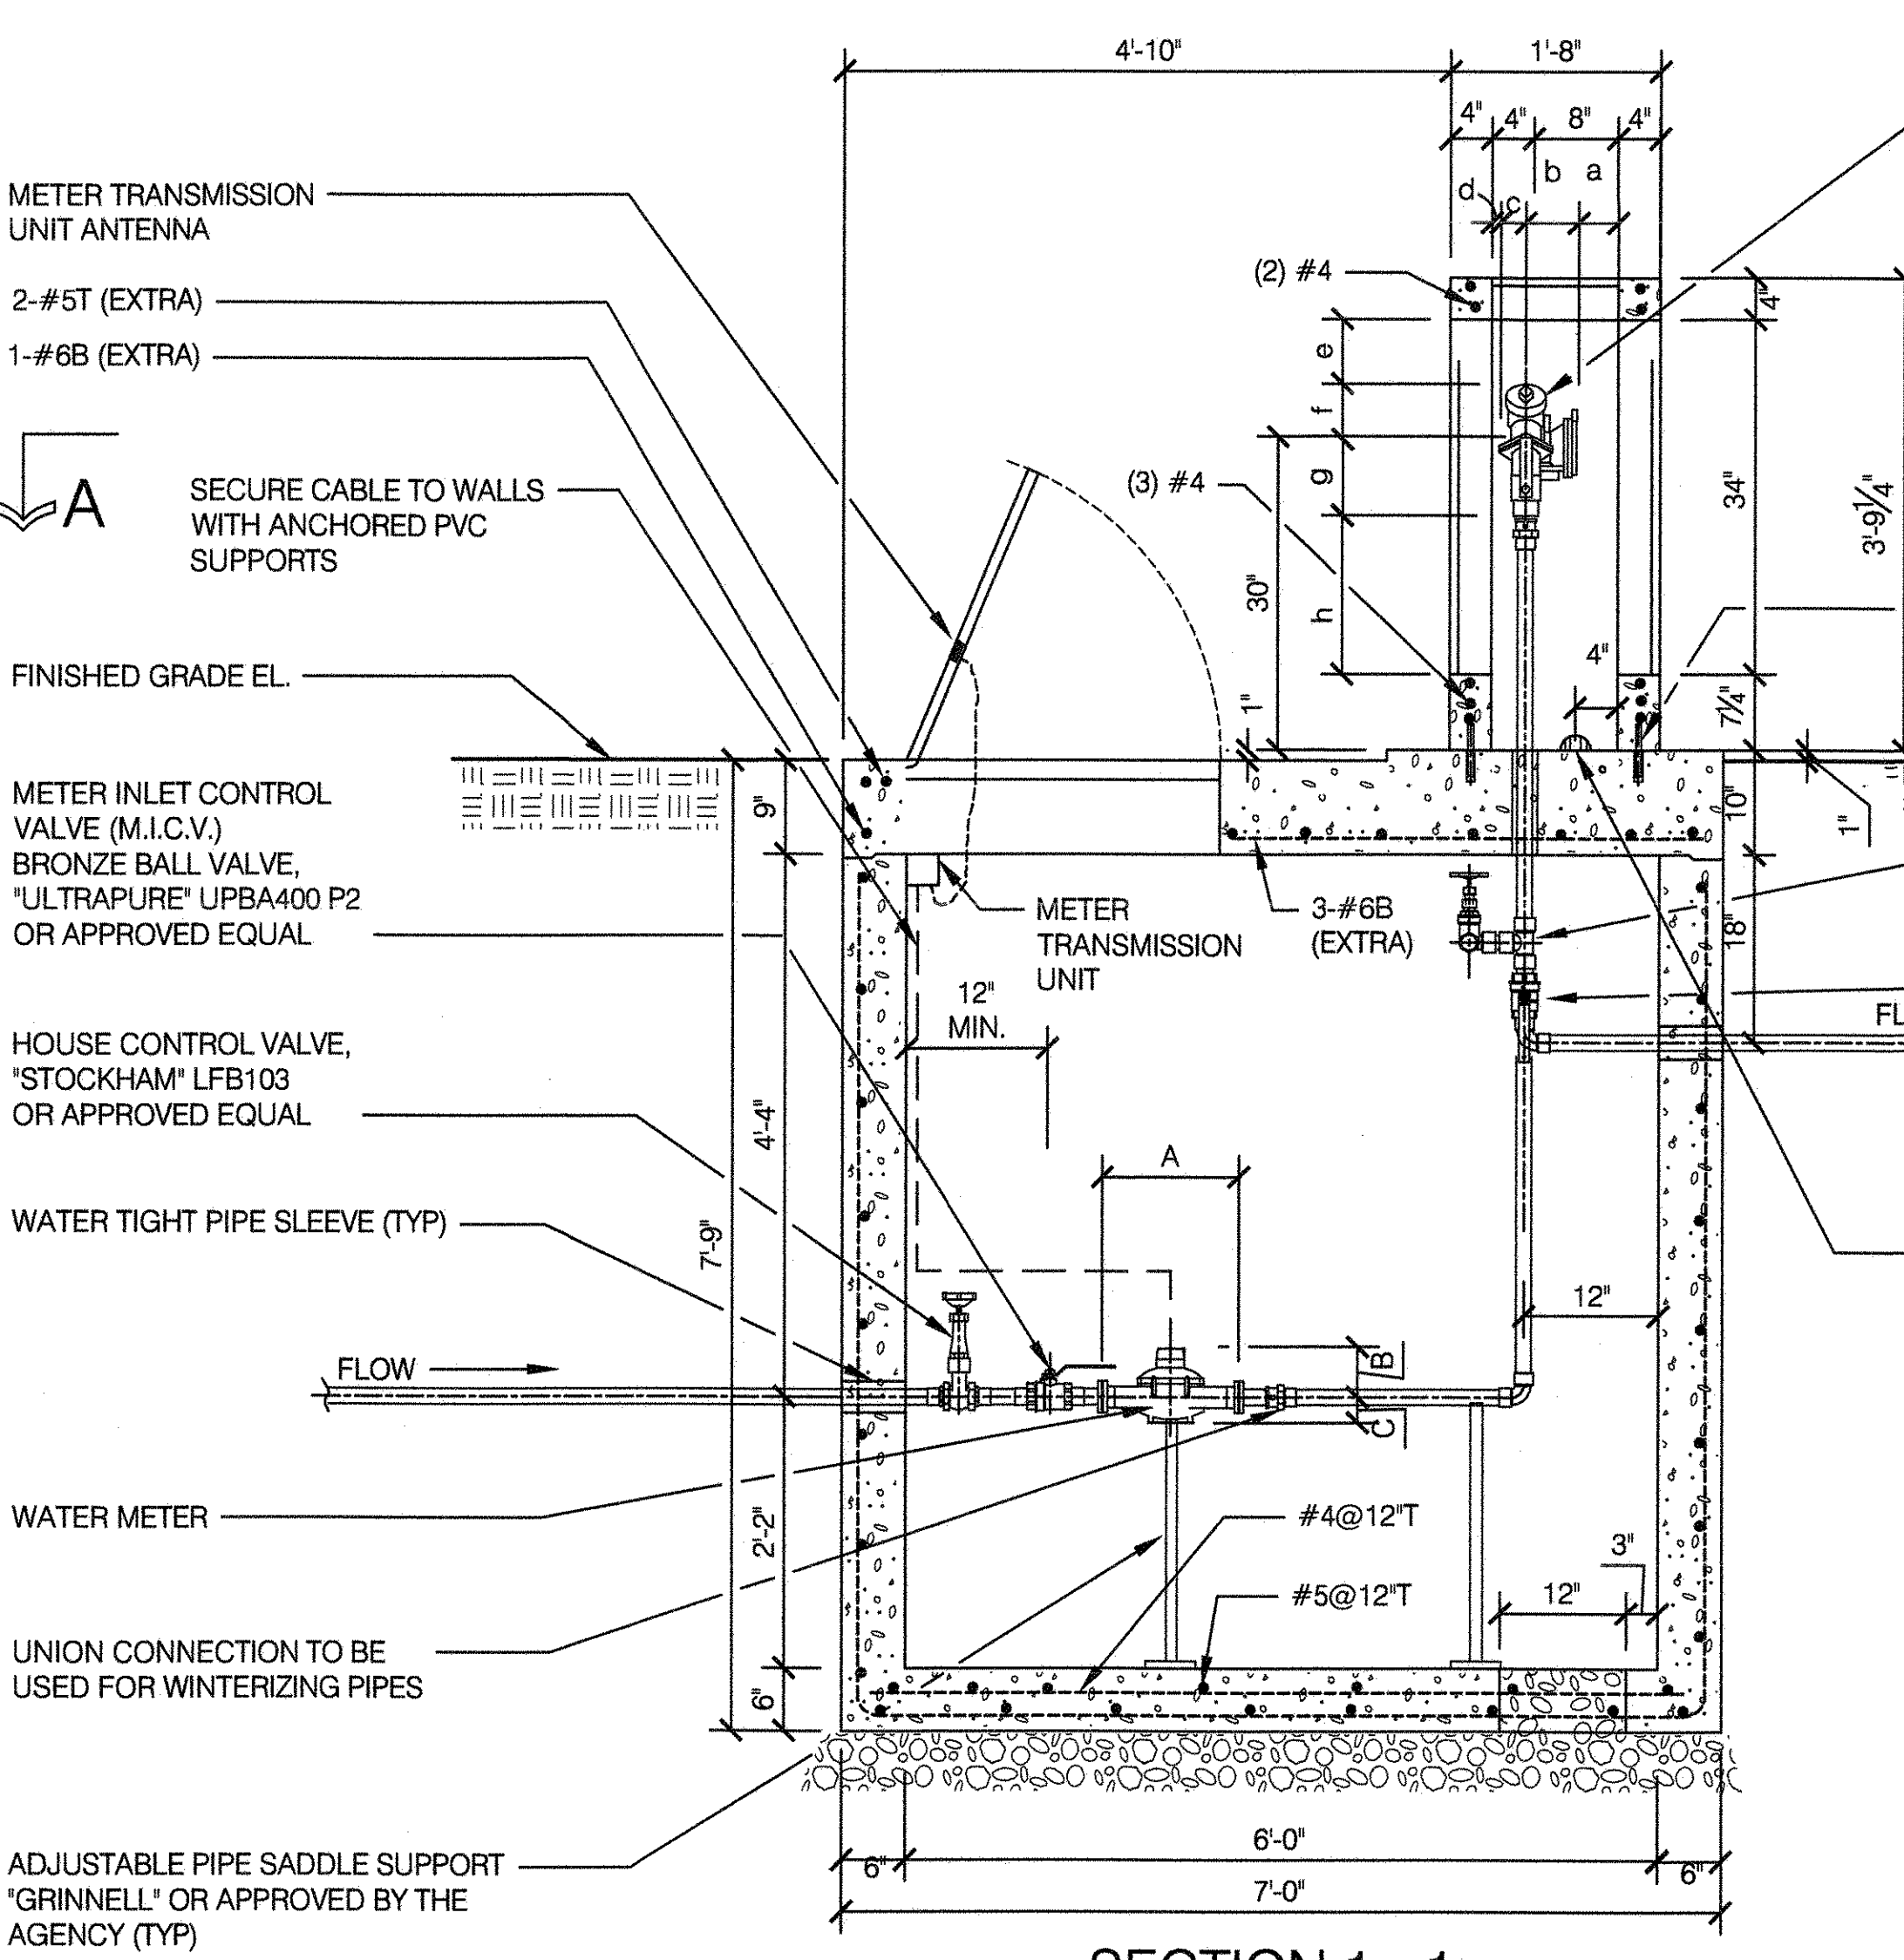 4'-10"
1'-8"
4"
4"
8"
4"
b
a
d
c
METER TRANSMISSION
UNIT ANTENNA
(2) #4
4"
2-#5T (EXTRA)
1-#6B (EXTRA)
e
f
A
SECURE CABLE TO WALLS
WITH ANCHORED PVC
SUPPORTS
(3) #4
g
34"
3'-9¼"
30"
h
4"
FINISHED GRADE EL.
1"
7¼"
METER INLET CONTROL
VALVE (M.I.C.V.)
BRONZE BALL VALVE,
"ULTRAPURE" UPBA400 P2
OR APPROVED EQUAL
9"
10"
1"
METER
TRANSMISSION
UNIT
3-#6B
(EXTRA)
18"
12"
MIN.
FL
HOUSE CONTROL VALVE,
"STOCKHAM" LFB103
OR APPROVED EQUAL
4'-4"
A
WATER TIGHT PIPE SLEEVE (TYP)
7'-9"
12"
FLOW
B
C
WATER METER
2'-2"
#4@12"T
3"
#5@12"T
12"
UNION CONNECTION TO BE
USED FOR WINTERIZING PIPES
6"
6'-0"
6"
6"
7'-0"
ADJUSTABLE PIPE SADDLE SUPPORT
"GRINNELL" OR APPROVED BY THE
AGENCY (TYP)
SECTION 1 - 1